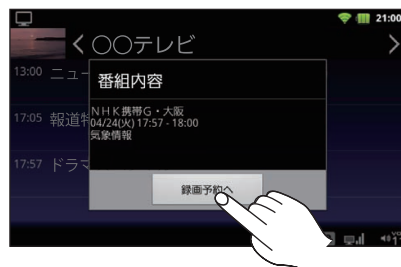 21:00
〇〇テレビ
13:00 ニュー
番組内容
17:05 報道特
NHK携帯G・大阪
04/24(火) 17:57 - 18:00
気象情報
17:57 ドラマ
録画予約へ